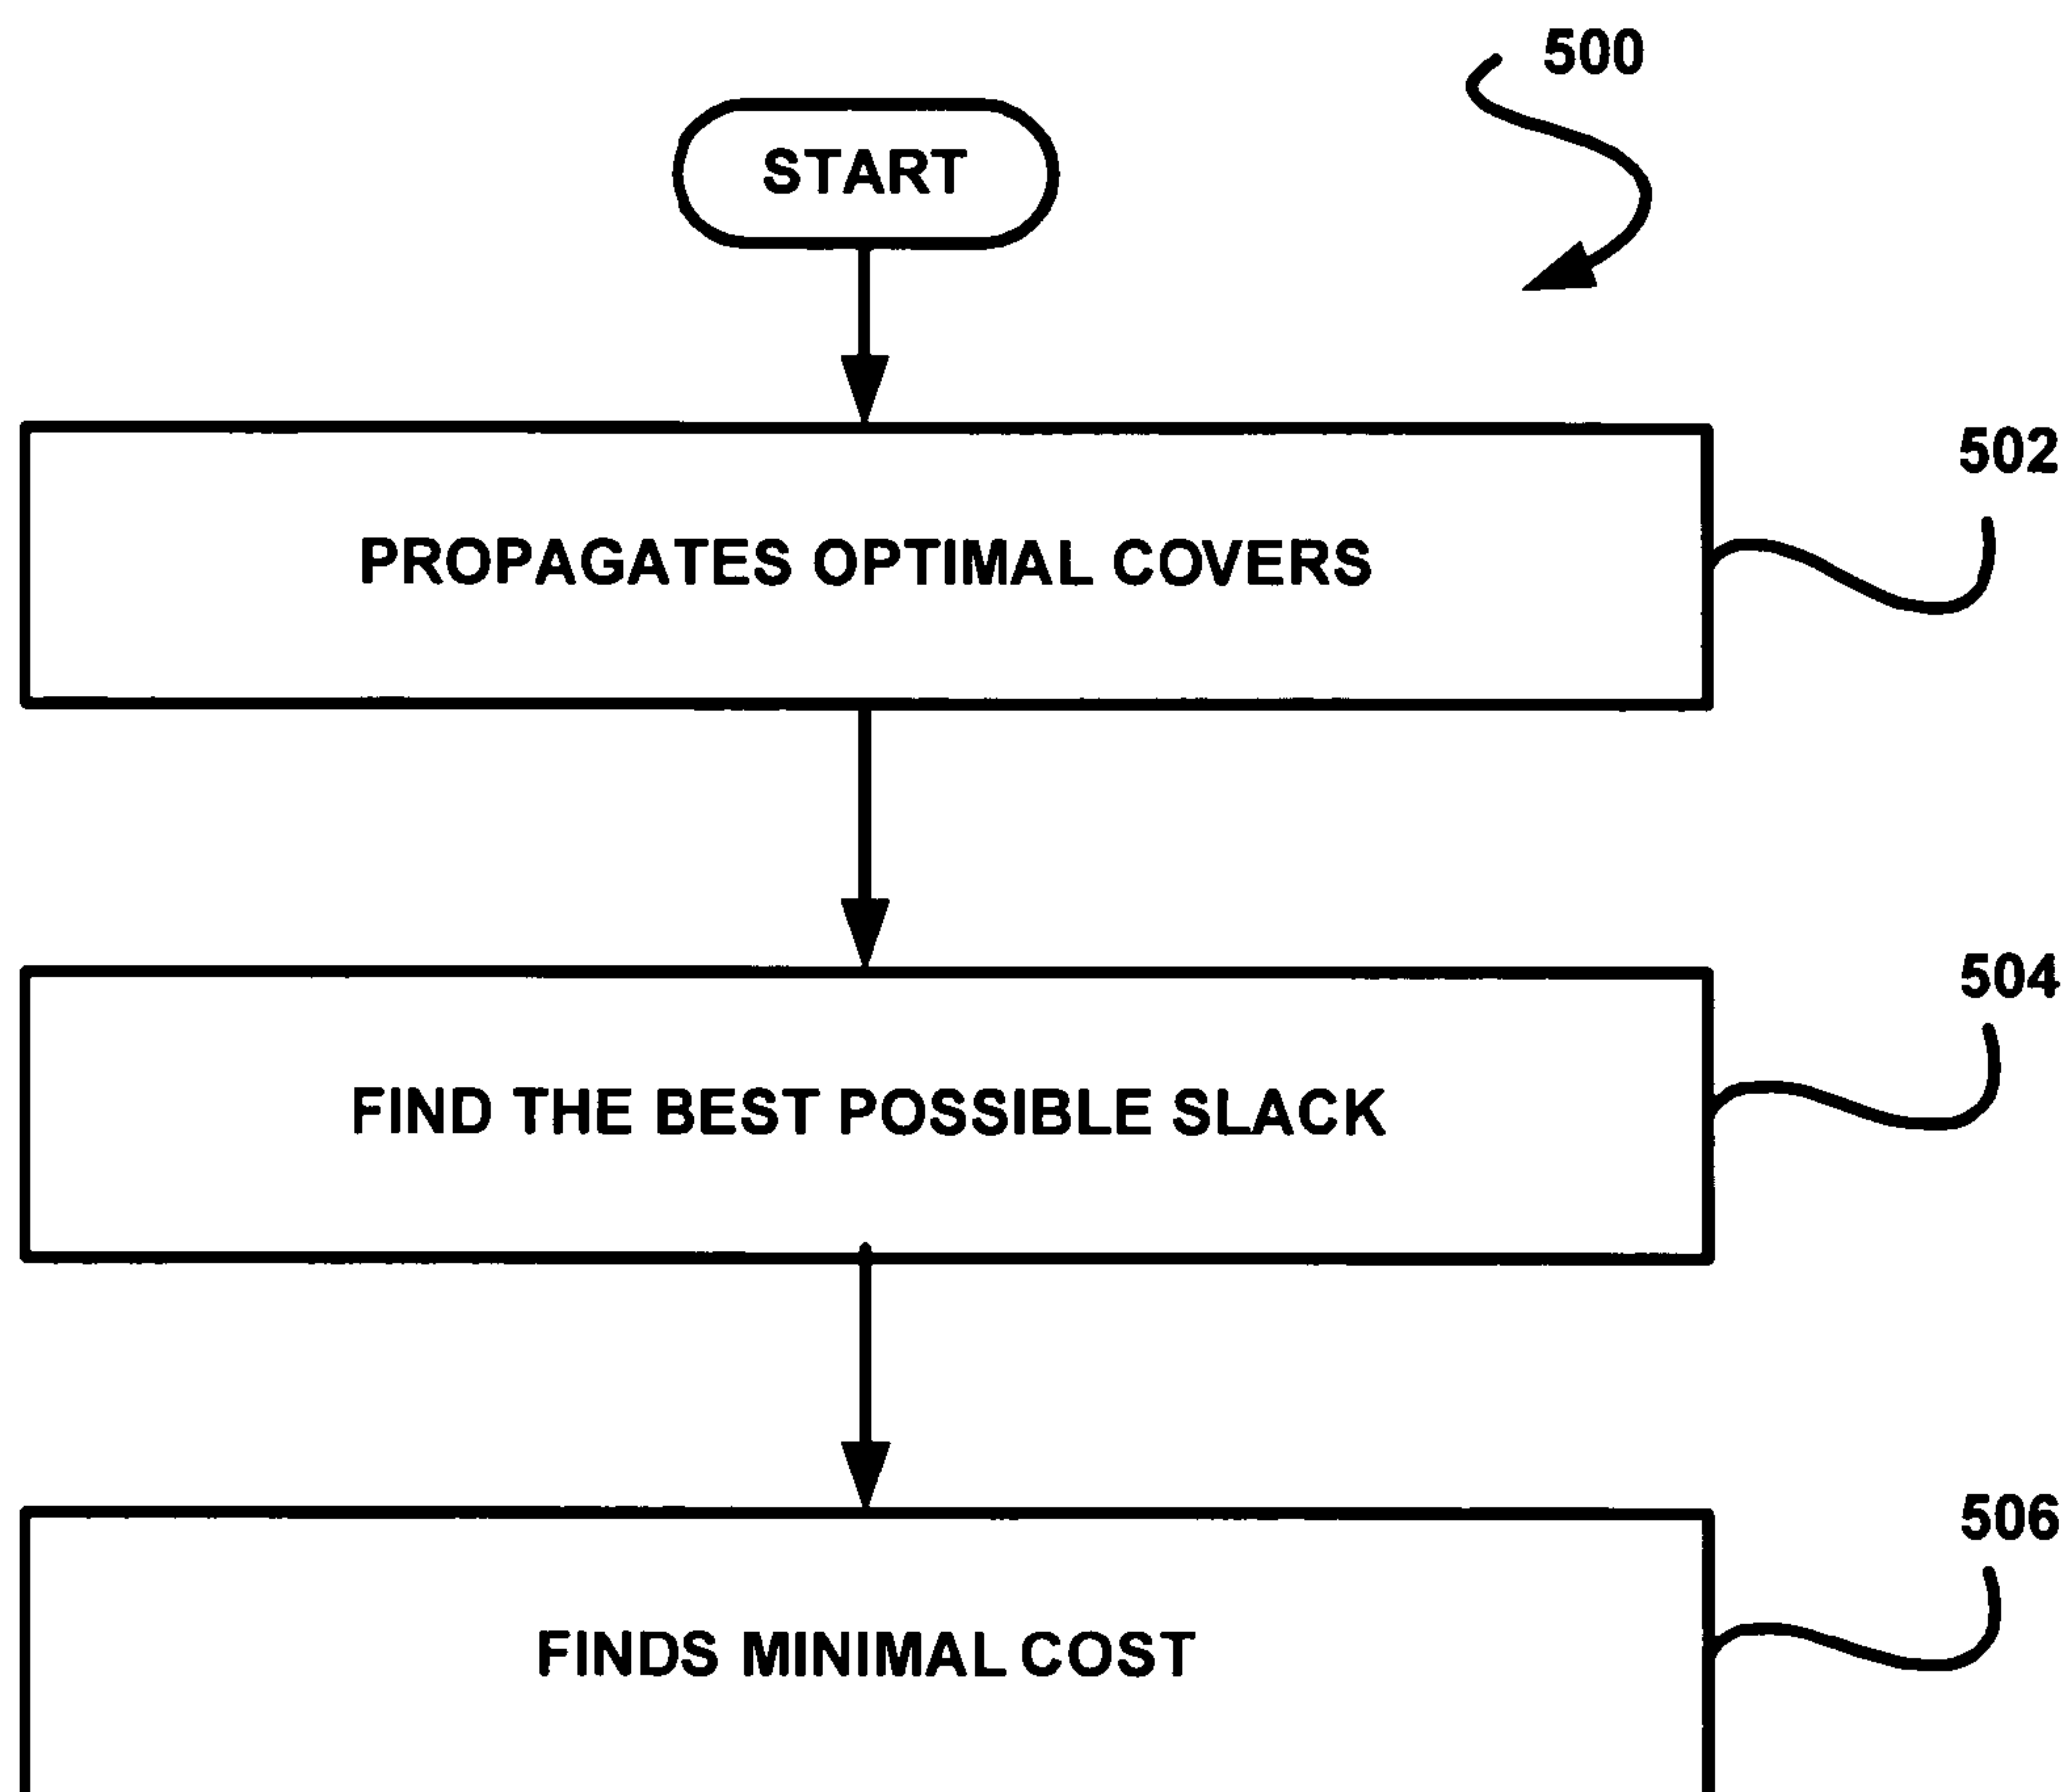 500
START
502
PROPAGATES OPTIMAL COVERS
504
FIND THE BEST POSSIBLE SLACK
506
FINDS MINIMAL COST